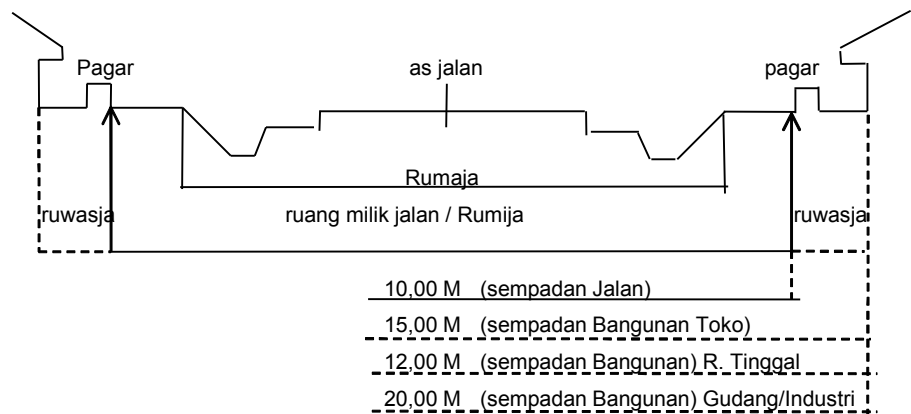 Pagar as jalan pagar
Rumaja
ruwasja ruang milik jalan / Rumija ruwasja
10,00 M (sempadan Jalan)
15,00 M (sempadan Bangunan Toko)
12,00 M (sempadan Bangunan) R. Tinggal
20,00 M (sempadan Bangunan) Gudang/Industri